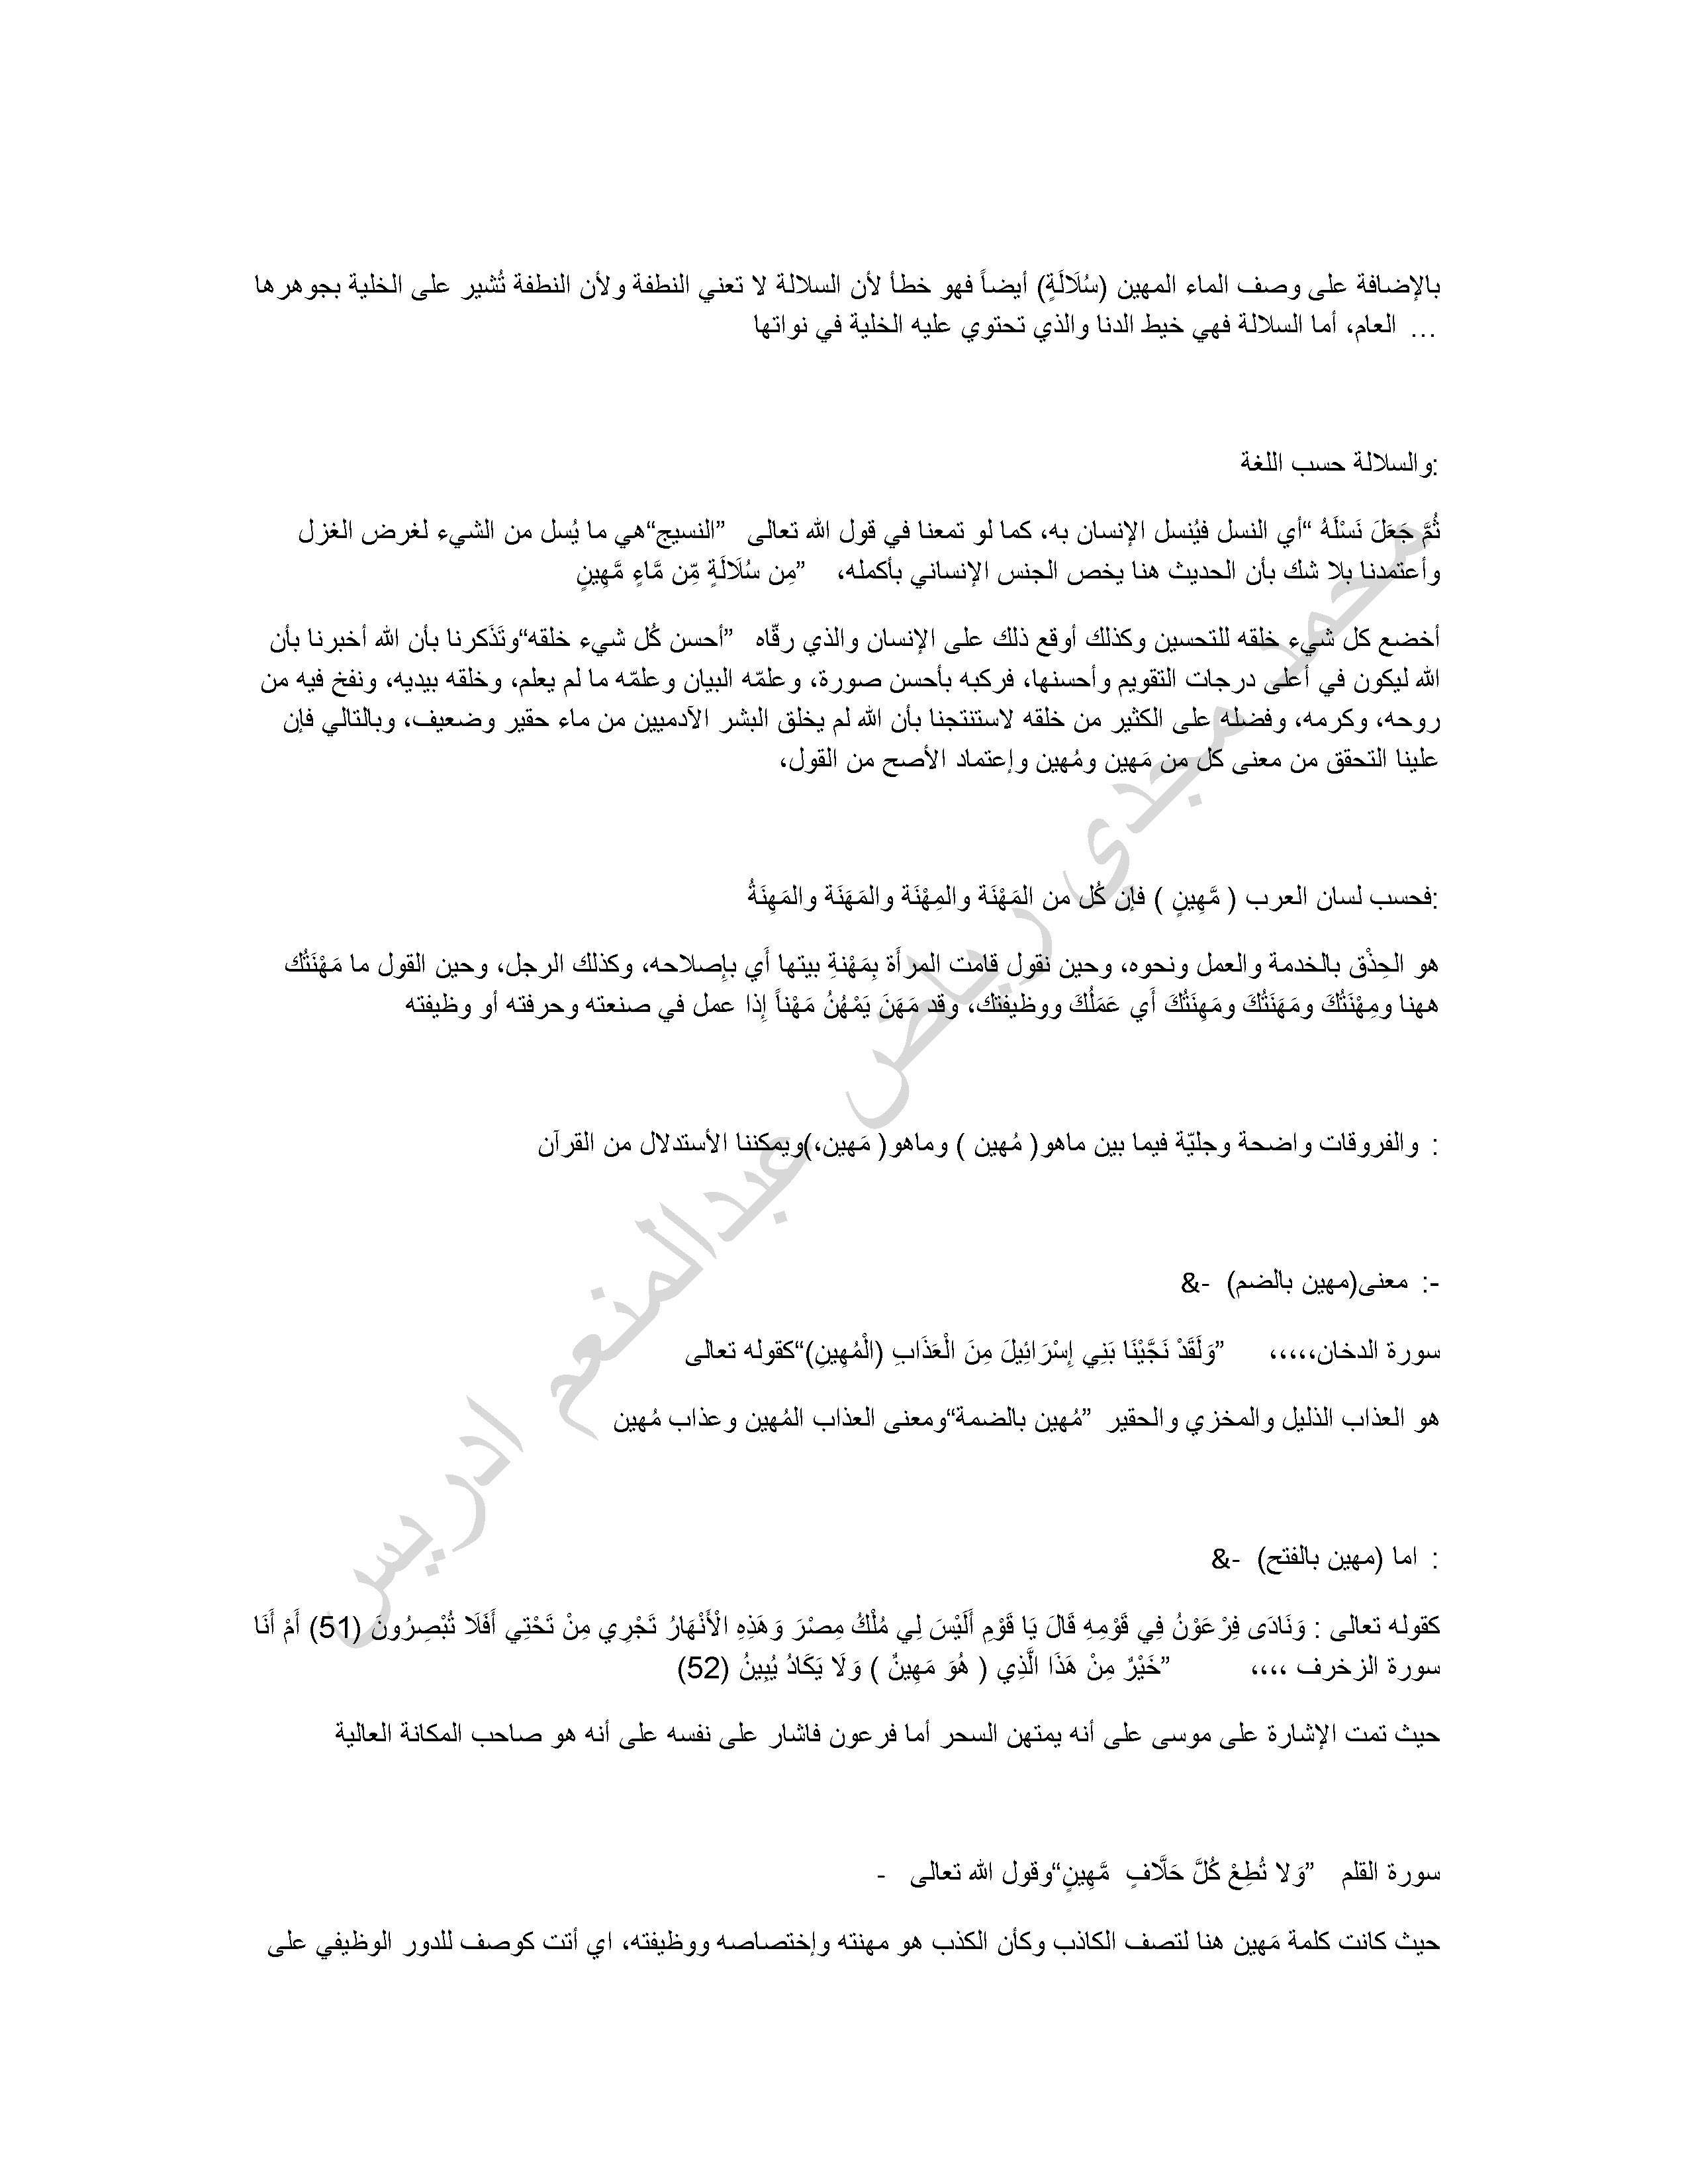 بالإضافة على وصف الماء المهين (سُلَالَةٍ) أيضاً فهو خطأ لأن السلالة لا تعني النطفة ولأن النطفة تُشير على الخلية بجوهرها
... العام، أما السلالة فهي خيط الدنا والذي تحتوي عليه الخلية في نواتها
:والسلالة حسب اللغة
ثُمَّ جَعَلَ نَسْلَهُ “أي النسل فيُنسل الإنسان به، كما لو تمعنا في قول الله تعالى ”النسيج“هي ما يُسل من الشيء لغرض الغزل
وأعتمدنا بلا شك بأن الحديث هنا يخص الجنس الإنساني بأكمله، ”مِن سُلَالَةٍ مِّن مَّاءٍ مَّهِينٍ
أخضع كل شيء خلقه للتحسين وكذلك أوقع ذلك على الإنسان والذي رقّاه ”أحسن كُل شيء خلقه“وتَذَكرنا بأن الله أخبرنا بأن
الله ليكون في أعلى درجات التقويم وأحسنها، فركبه بأحسن صورة، وعلمّه البيان وعلمّه ما لم يعلم، وخلقه بيديه، ونفخ فيه من
روحه، وكرمه، وفضله على الكثير من خلقه لاستنتجنا بأن الله لم يخلق البشر الآدميين من ماء حقير وضعيف، وبالتالي فإن
علينا التحقق من معنى كل من مَهين ومُهين وإعتماد الأصح من القول،
:فحسب لسان العرب ( مَّهِينٍ ) فإن كُل من المَهْنَة والمِهْنَة والمَهَنَة والمَهِنَةُ
هو الحِذْق بالخدمة والعمل ونحوه، وحين نقول قامت المرأَة بِمَهْنةِ بيتها أَي بإِصلاحه، وكذلك الرجل، وحين القول ما مَهْنَتُك
ههنا ومِهْنَتُكَ ومَهَنَتُكَ ومَهِنَتُكَ أَي عَمَلُكَ ووظيفتك، وقد مَهَنَ يَمْهُنُ مَهْناً إِذا عمل في صنعته وحرفته أو وظيفته
: والفروقات واضحة وجليّة فيما بين ماهو( مُهين ) وماهو( مَهين،)ويمكننا الأستدلال من القرآن
-: معنى(مهين بالضم) -&
سورة الدخان،،،،، ”وَلَقَدْ نَجَّيْنَا بَنِي إِسْرَائِيلَ مِنَ الْعَذَابِ (الْمُهِينِ)“كقوله تعالى
هو العذاب الذليل والمخزي والحقير ”مُهين بالضمة“ومعنى العذاب المُهين وعذاب مُهين
: اما (مهين بالفتح) -&
كقوله تعالى : وَنَادَى فِرْعَوْنُ فِي قَوْمِهِ قَالَ يَا قَوْمِ أَلَيْسَ لِي مُلْكُ مِصْرَ وَهَذِهِ الْأَنْهَارُ تَجْرِي مِنْ تَحْتِي أَفَلَا تُبْصِرُونَ (51) أَمْ أَنَا
سورة الزخرف ،،،، ”خَيْرٌ مِنْ هَذَا الَّذِي ( هُوَ مَهِينٌ ) وَلَا يَكَادُ يُبِينُ (52)
حيث تمت الإشارة على موسى على أنه يمتهن السحر أما فرعون فاشار على نفسه على أنه هو صاحب المكانة العالية
سورة القلم ”وَلا تُطِعْ كُلَّ حَلَّافٍ مَّهِينٍ“وقول الله تعالى -
حيث كانت كلمة مَهين هنا لتصف الكاذب وكأن الكذب هو مهنته وإختصاصه ووظيفته، اي أتت كوصف للدور الوظيفي على
محمد مجدي رياض عبدالمنعم ادريس